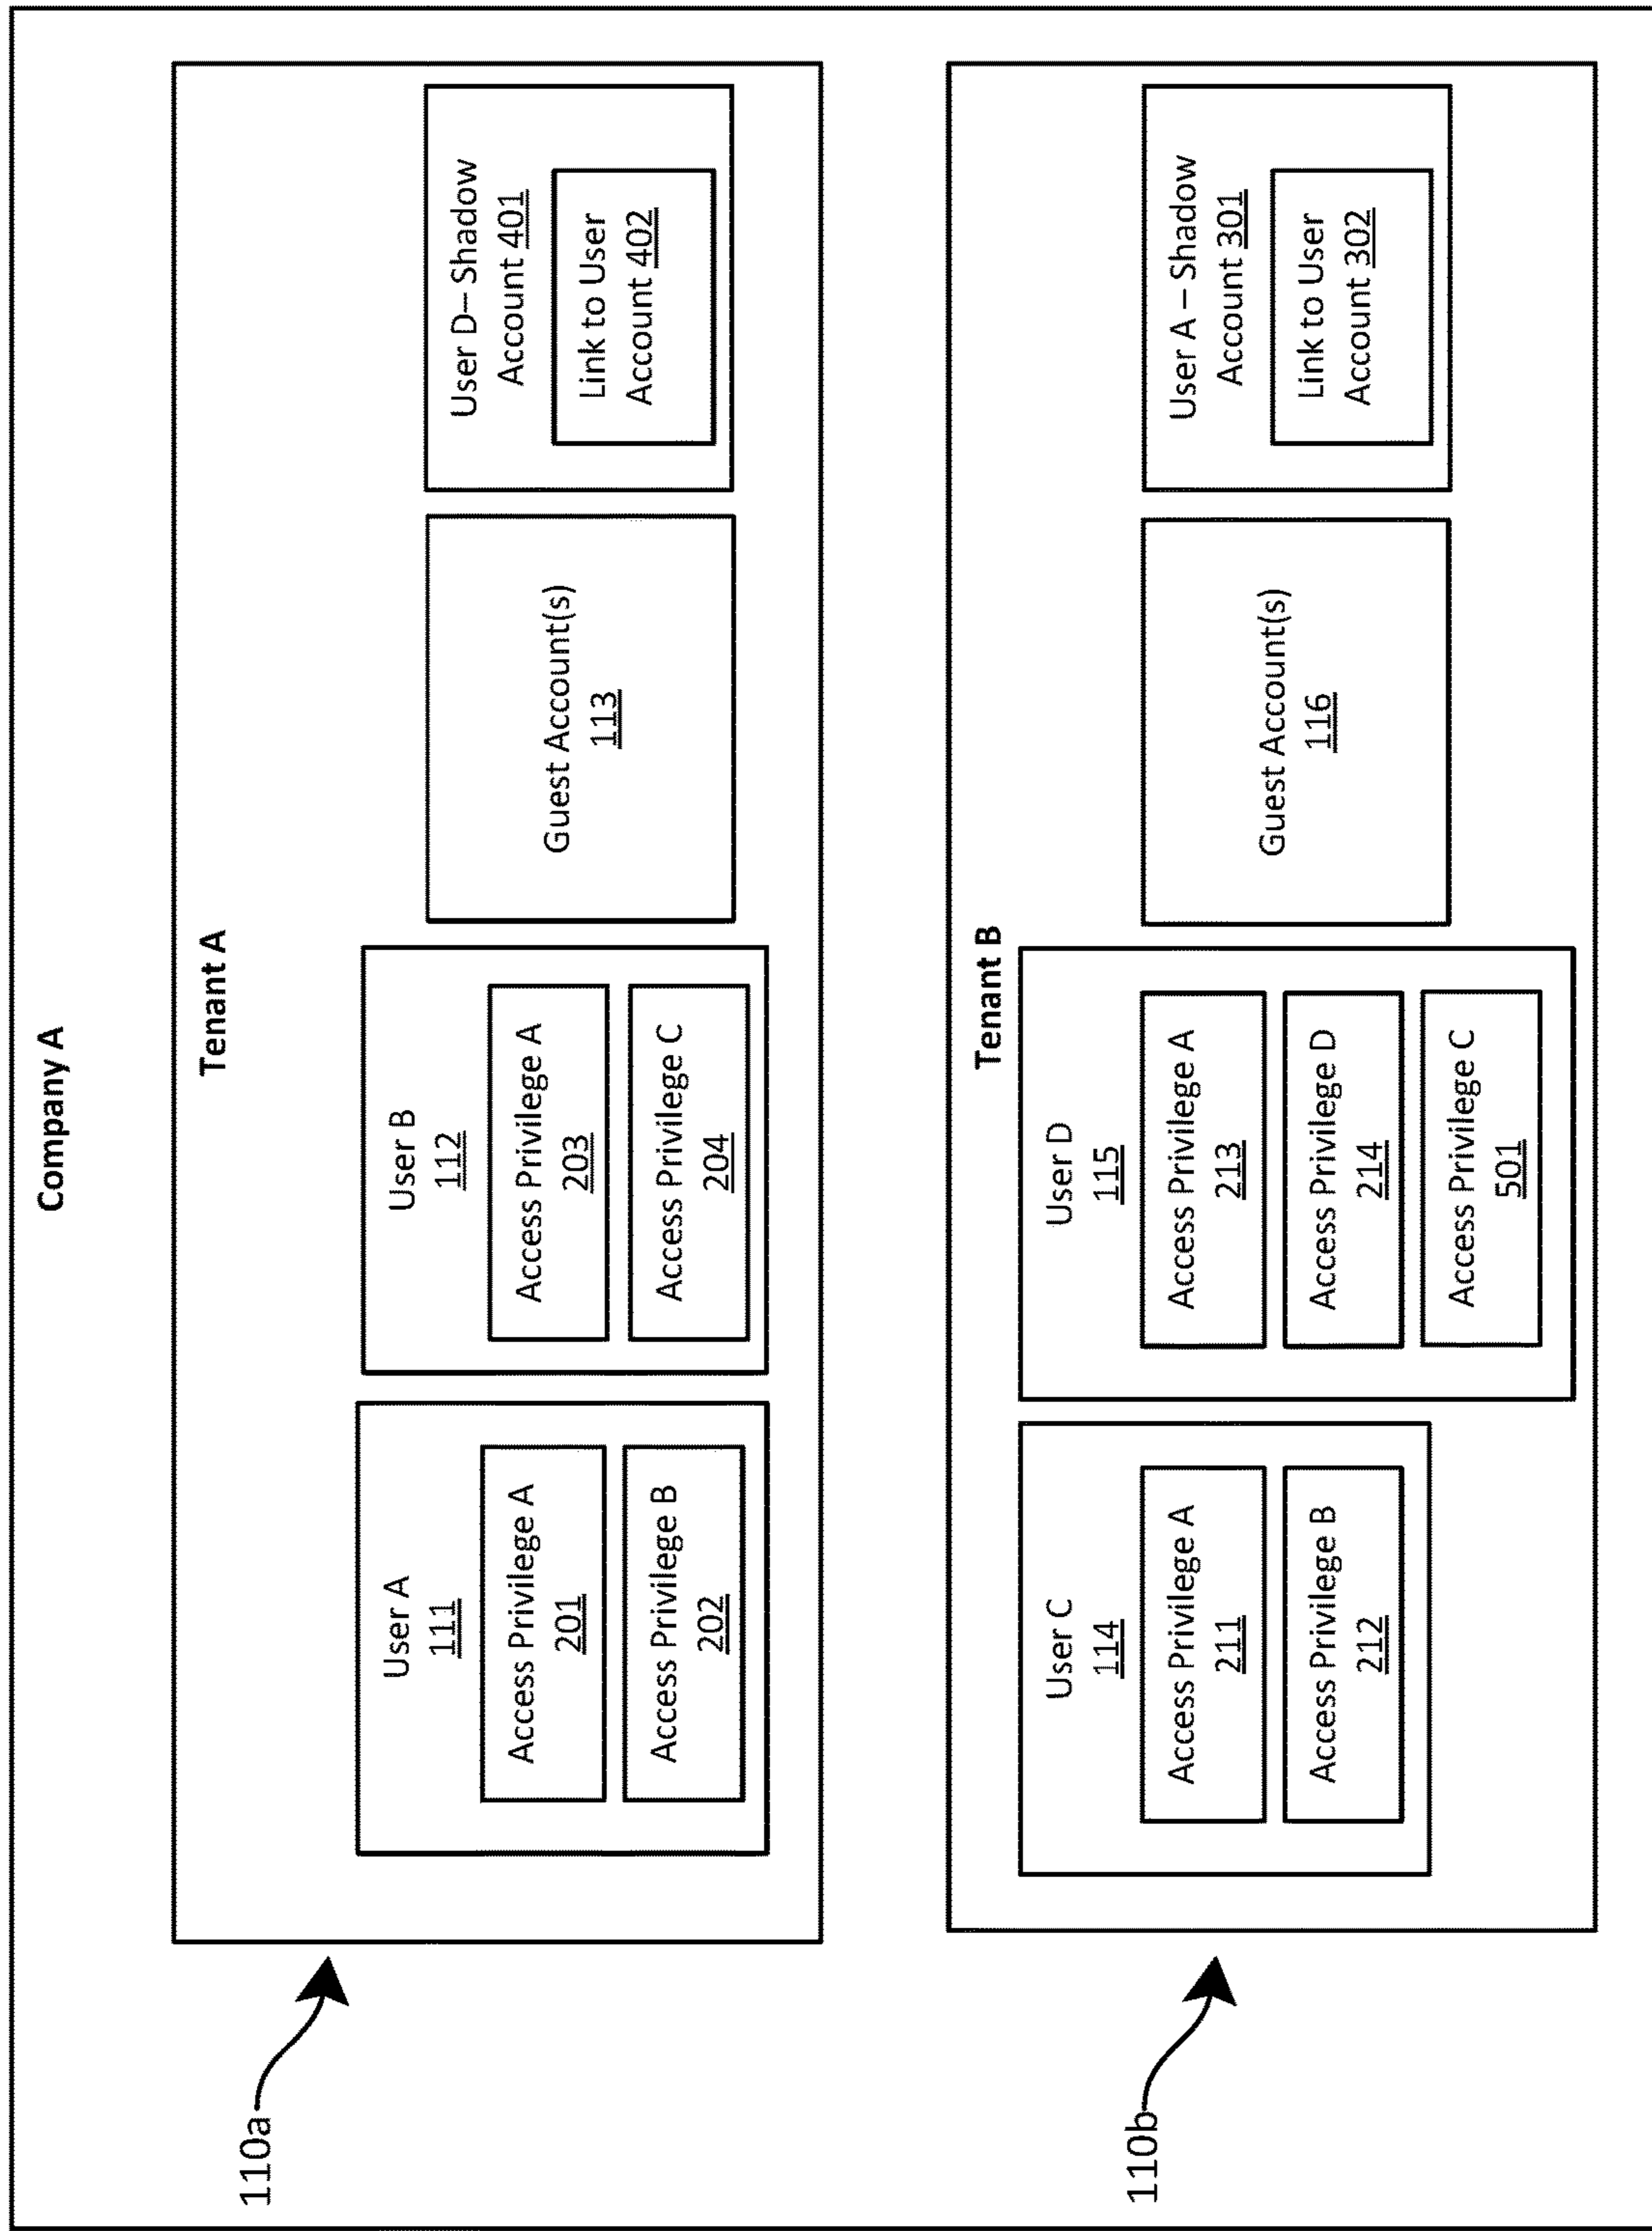 Company A
110a
Tenant A
User A
111
Access Privilege A
201
Access Privilege B
202
User B
112
Access Privilege A
203
Access Privilege C
204
Guest Account(s)
113
User D– Shadow
Account 401
Link to User
Account 402
110b
Tenant B
User C
114
Access Privilege A
211
Access Privilege B
212
User D
115
Access Privilege A
213
Access Privilege D
214
Access Privilege C
501
Guest Account(s)
116
User A – Shadow
Account 301
Link to User
Account 302